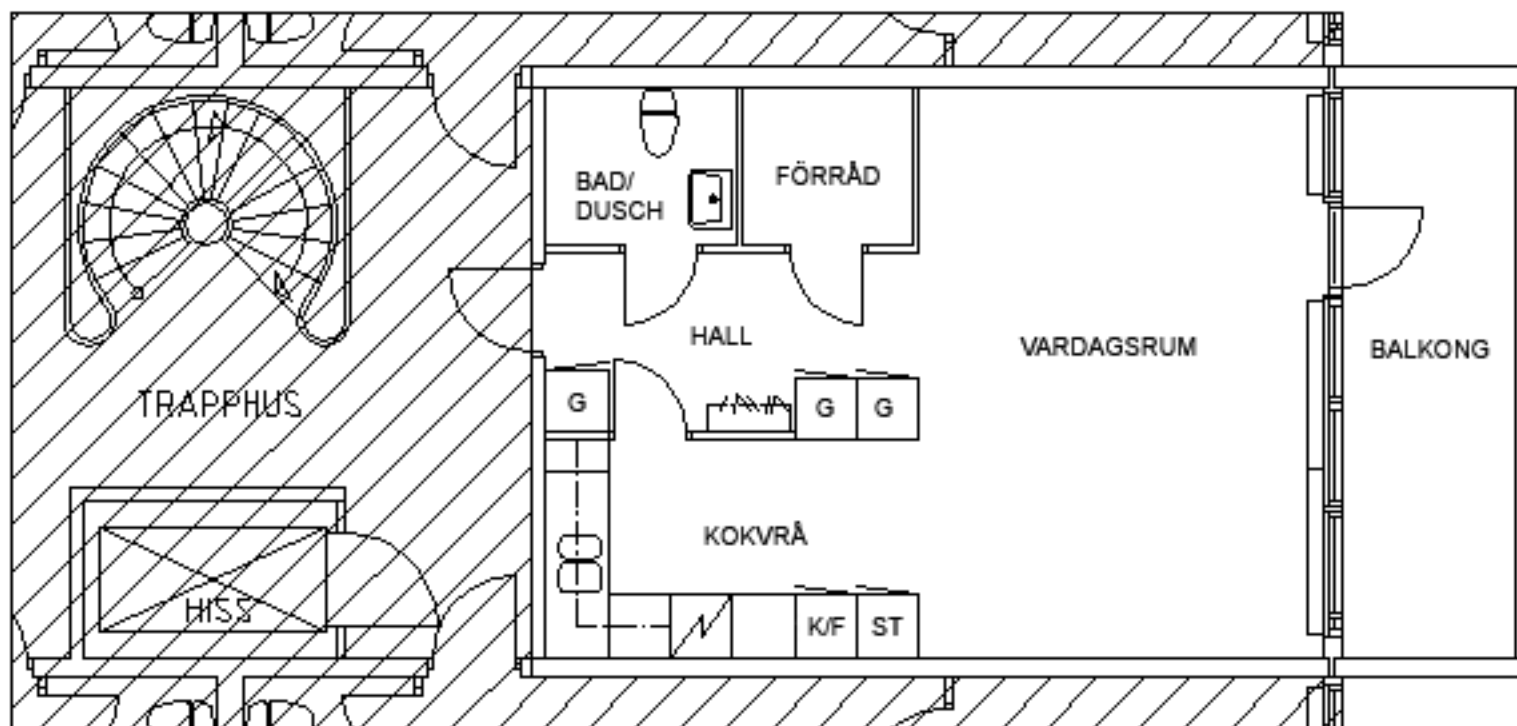 BAD/
DUSCH
FÖRRÅD
HALL
VARDAGSRUM
BALKONG
TRAPPHUS
G
G
G
KOKVRÅ
HISS
K/F
ST